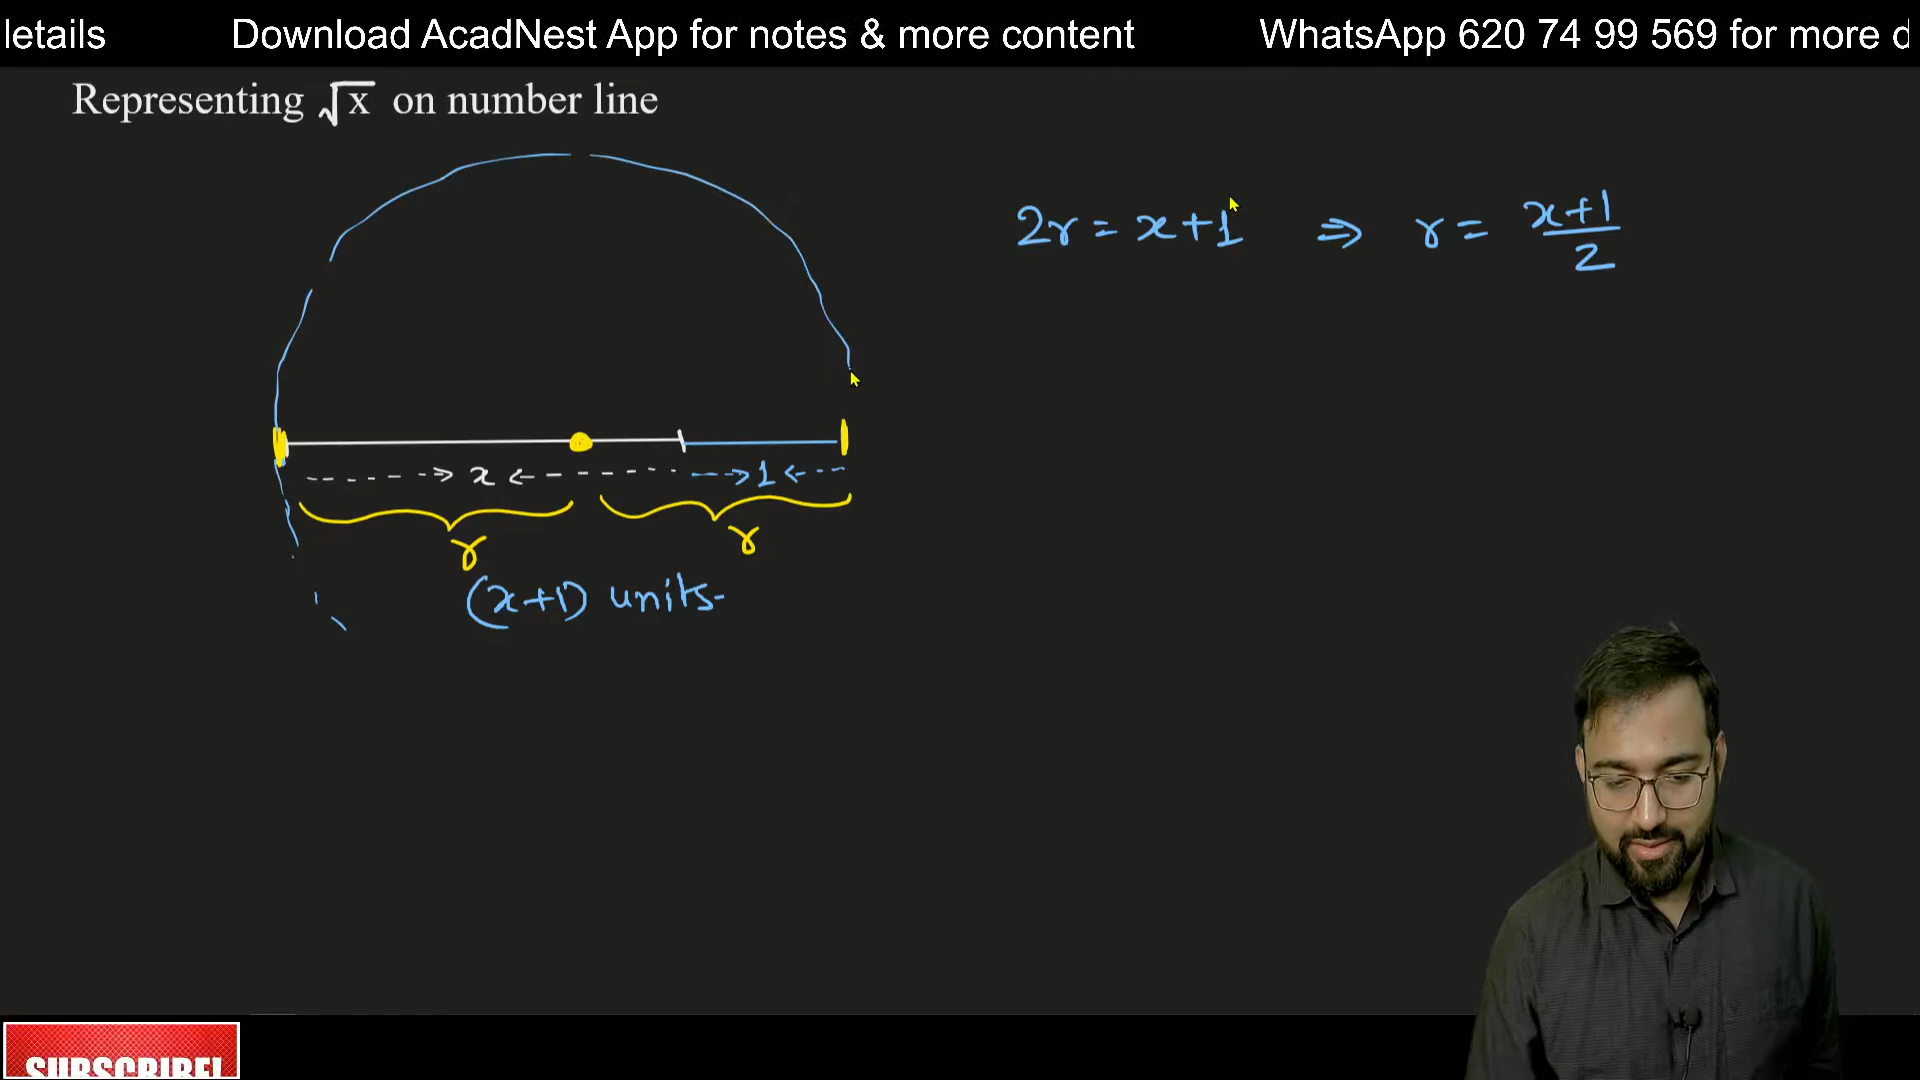 letails Download AcadNest App for notes & more content WhatsApp 620 74 99 569 for more d
Representing √x on number line
2r = x+1 ⇒ r = (x+1)/2
------> x <------ --->1<---
r r
(x+1) units
SUBSCRIBE!